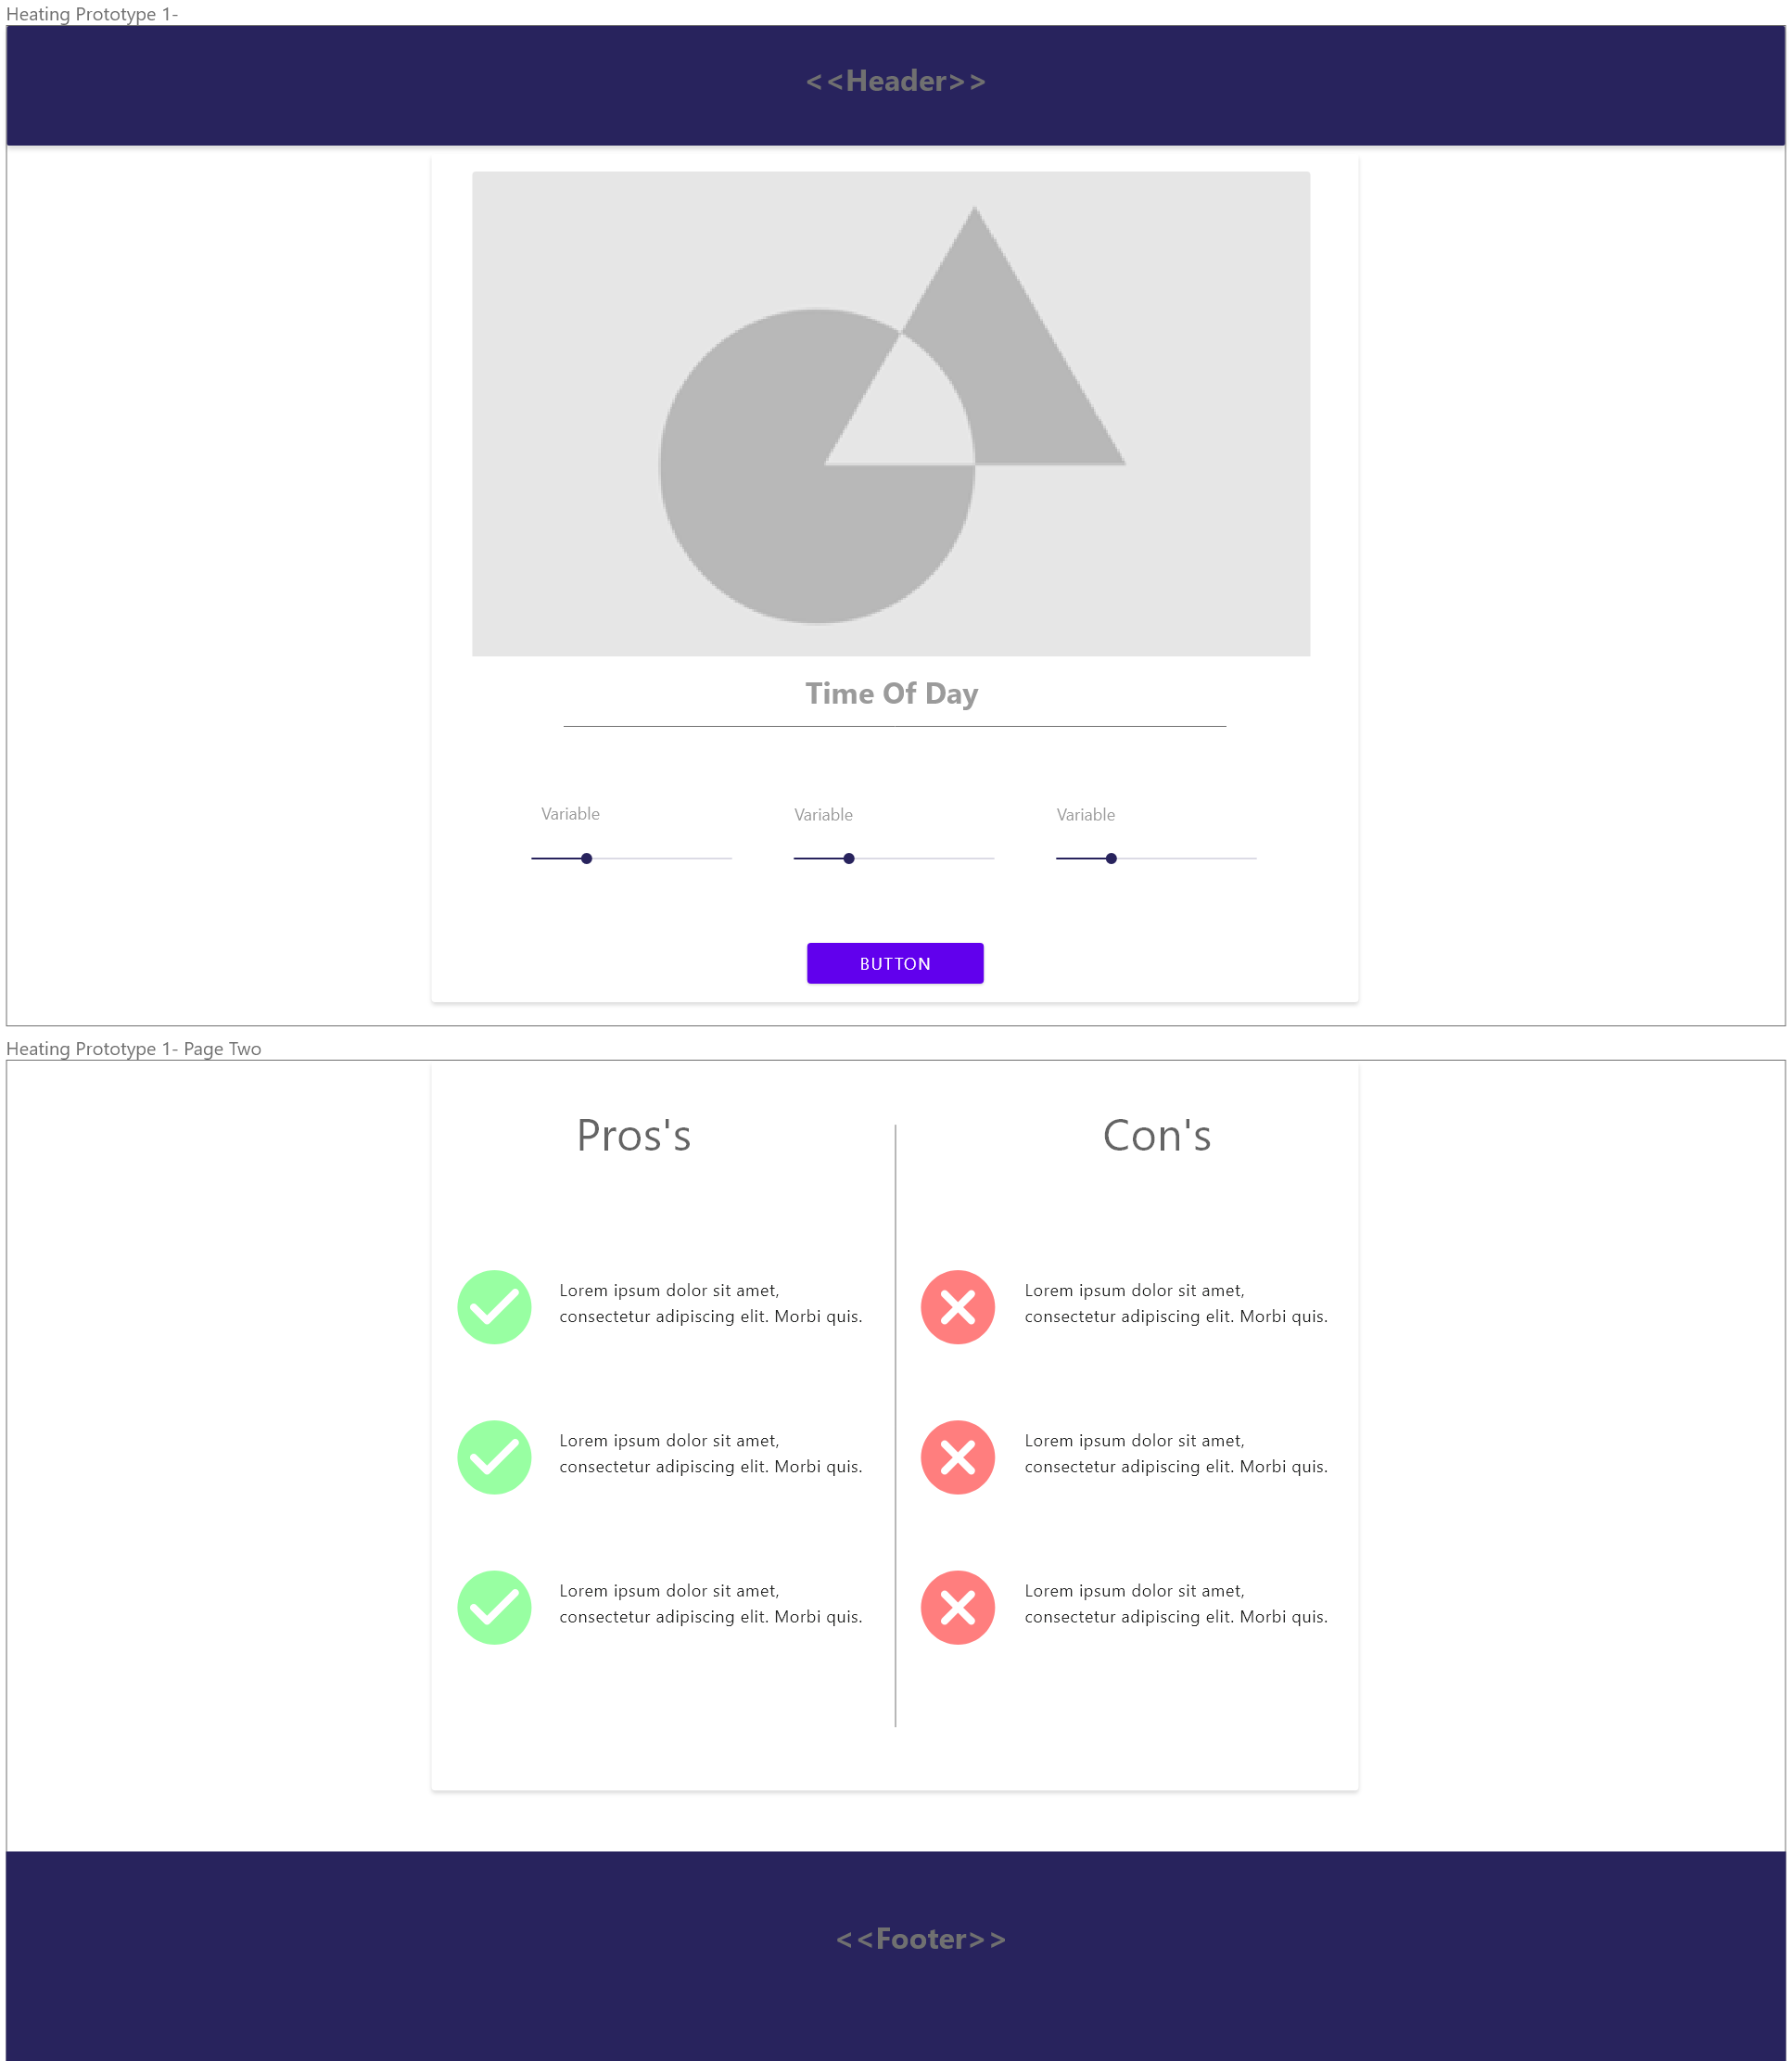 Heating Prototype 1-
<<Header>>
Time Of Day
Variable
Variable
Variable
BUTTON
Heating Prototype 1- Page Two
Pros's
Con's
Lorem ipsum dolor sit amet,
consectetur adipiscing elit. Morbi quis.
Lorem ipsum dolor sit amet,
consectetur adipiscing elit. Morbi quis.
Lorem ipsum dolor sit amet,
consectetur adipiscing elit. Morbi quis.
Lorem ipsum dolor sit amet,
consectetur adipiscing elit. Morbi quis.
Lorem ipsum dolor sit amet,
consectetur adipiscing elit. Morbi quis.
Lorem ipsum dolor sit amet,
consectetur adipiscing elit. Morbi quis.
<<Footer>>